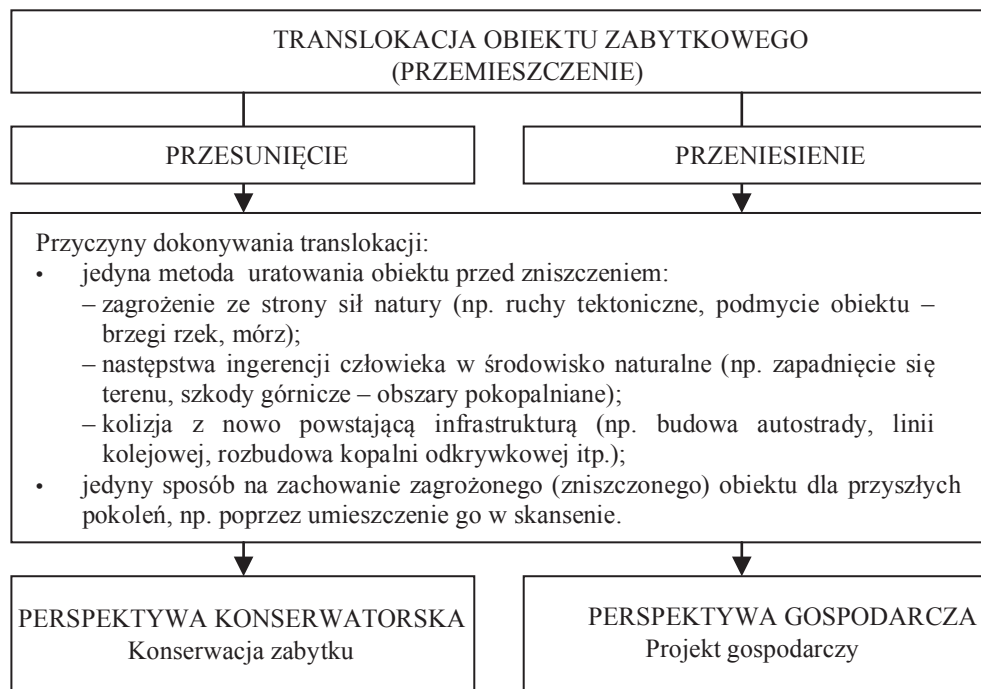 TRANSLOKACJA OBIEKTU ZABYTKOWEGO
(PRZEMIESZCZENIE)
PRZESUNIĘCIE
PRZENIESIENIE
Przyczyny dokonywania translokacji:
• jedyna metoda uratowania obiektu przed zniszczeniem:
– zagrożenie ze strony sił natury (np. ruchy tektoniczne, podmycie obiektu –
brzegi rzek, mórz);
– następstwa ingerencji człowieka w środowisko naturalne (np. zapadnięcie się
terenu, szkody górnicze – obszary pokopalniane);
– kolizja z nowo powstającą infrastrukturą (np. budowa autostrady, linii
kolejowej, rozbudowa kopalni odkrywkowej itp.);
• jedyny sposób na zachowanie zagrożonego (zniszczonego) obiektu dla przyszłych
pokoleń, np. poprzez umieszczenie go w skansenie.
PERSPEKTYWA KONSERWATORSKA
Konserwacja zabytku
PERSPEKTYWA GOSPODARCZA
Projekt gospodarczy